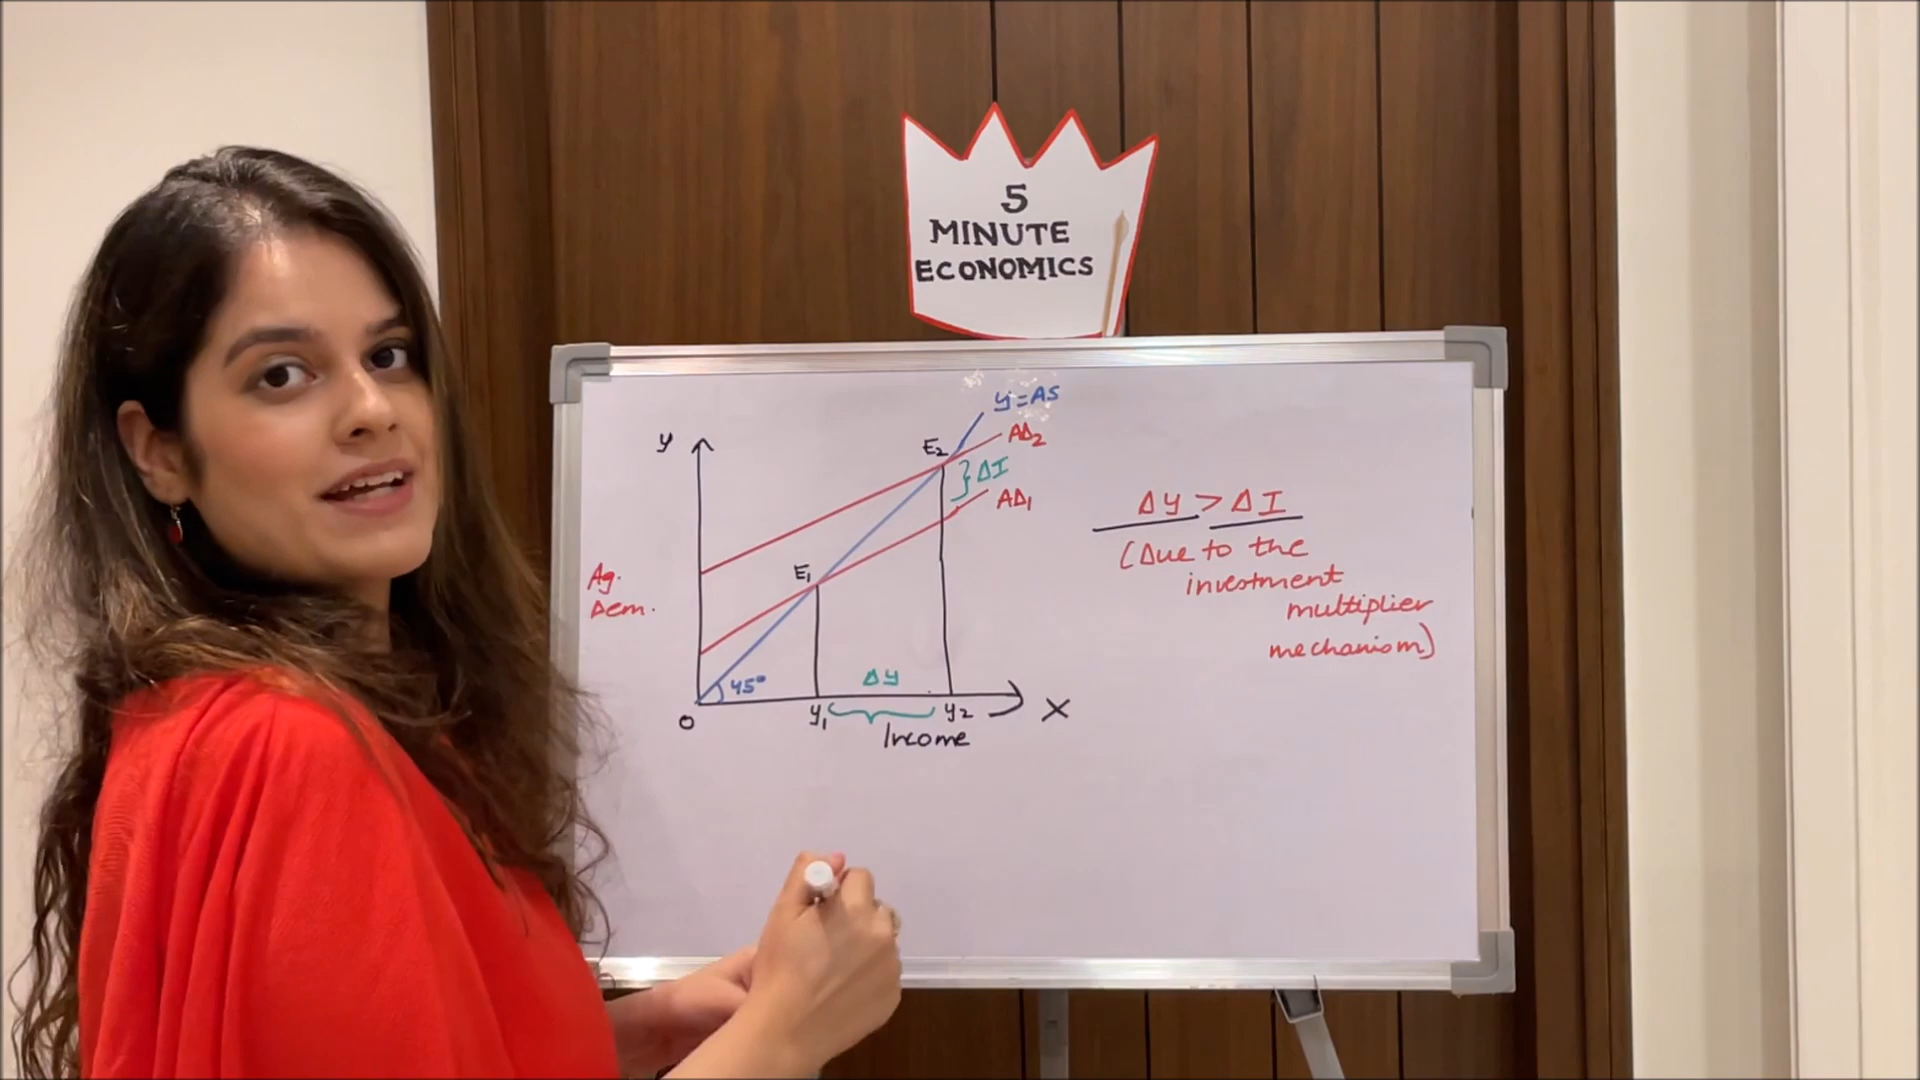 5
MINUTE
ECONOMICS
y
y=AS
E₂
AD₂
}ΔI
AD₁
E₁
Ag.
Dem.
45°
ΔY
O
y₁
y₂
X
Income
ΔY > ΔI
(Due to the
investment
multiplier
mechanism)